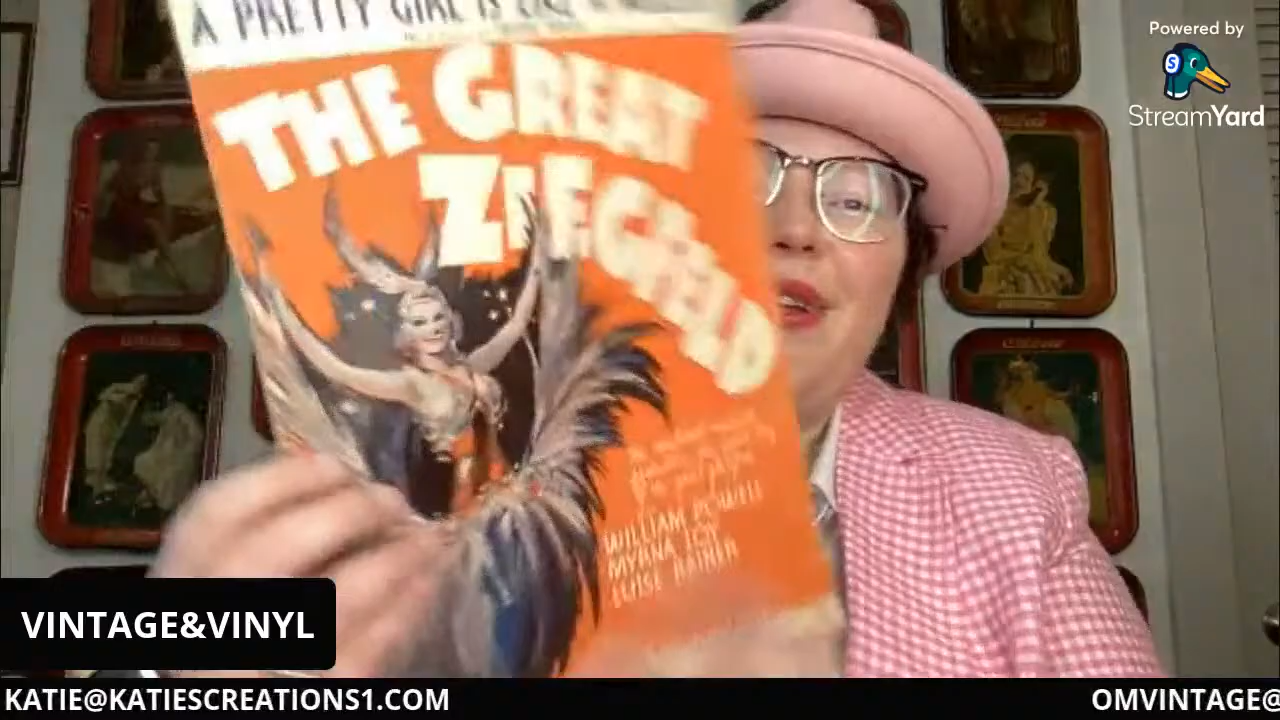 A PRETTY GIRL IS LIKE A
THE GREAT
ZIEGFELD
WILLIAM POWELL
MYRNA LOY
LUISE RAINER
Powered by
StreamYard
VINTAGE&VINYL
KATIE@KATIESCREATIONS1.COM
OMVINTAGE@